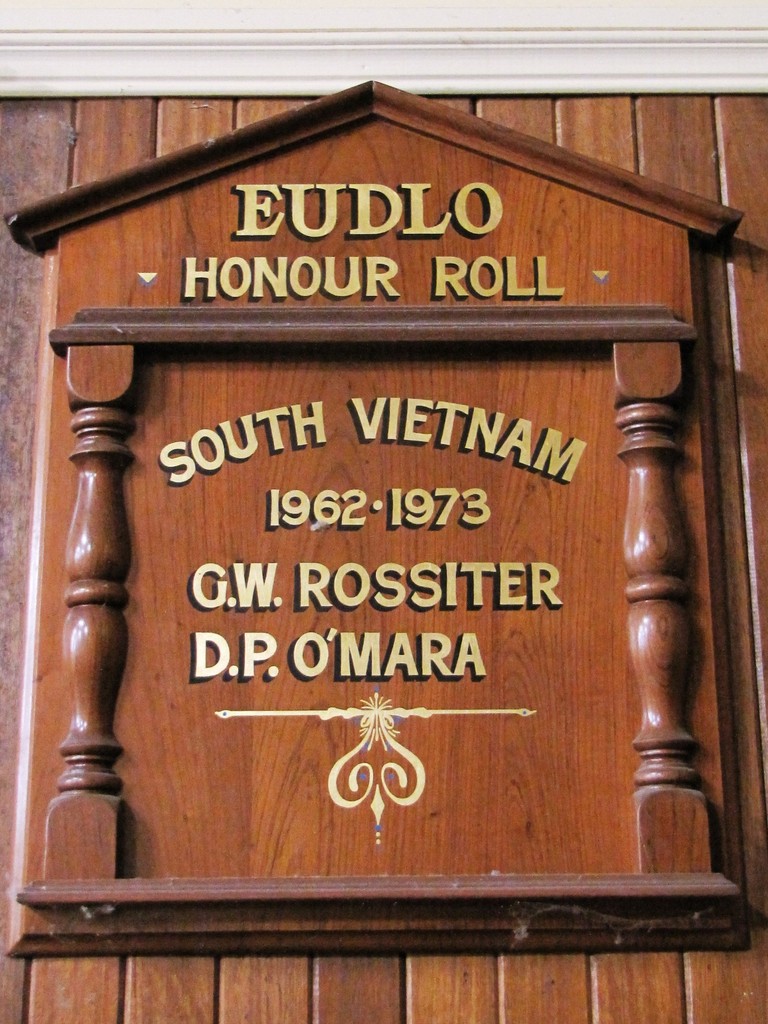 EUDLO
HONOUR ROLL
SOUTH VIETNAM
1962·1973
G.W. ROSSITER
D.P. O'MARA